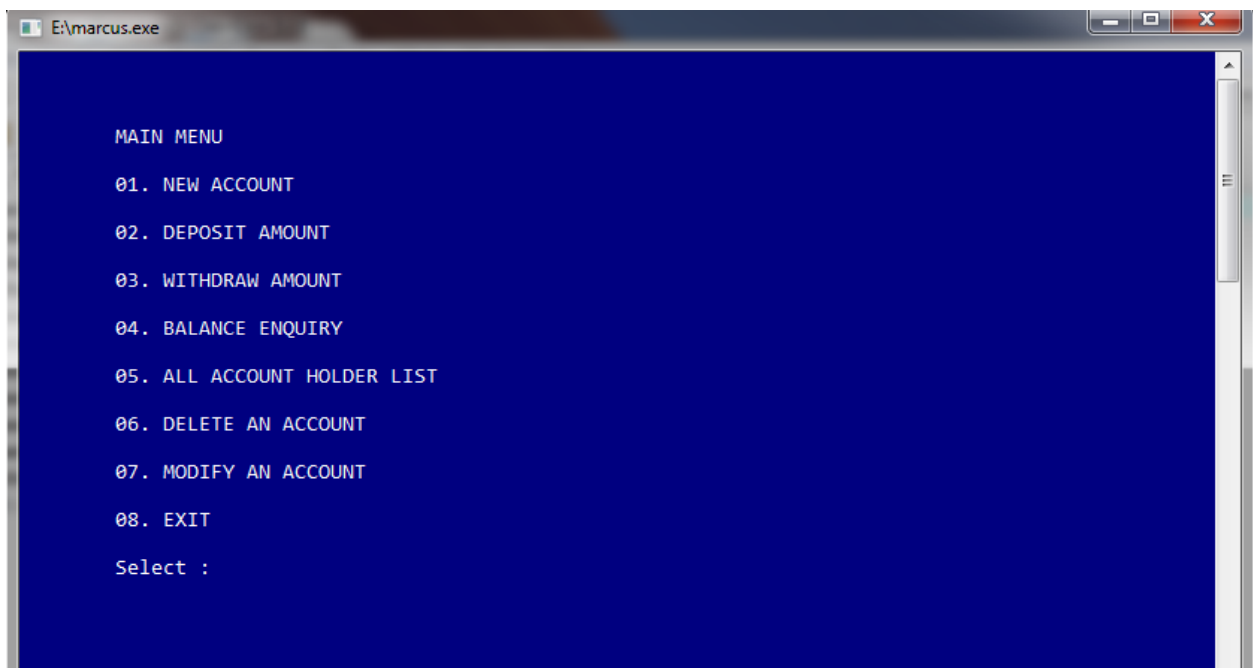 E:\marcus.exe
MAIN MENU
01. NEW ACCOUNT
02. DEPOSIT AMOUNT
03. WITHDRAW AMOUNT
04. BALANCE ENQUIRY
05. ALL ACCOUNT HOLDER LIST
06. DELETE AN ACCOUNT
07. MODIFY AN ACCOUNT
08. EXIT
Select :